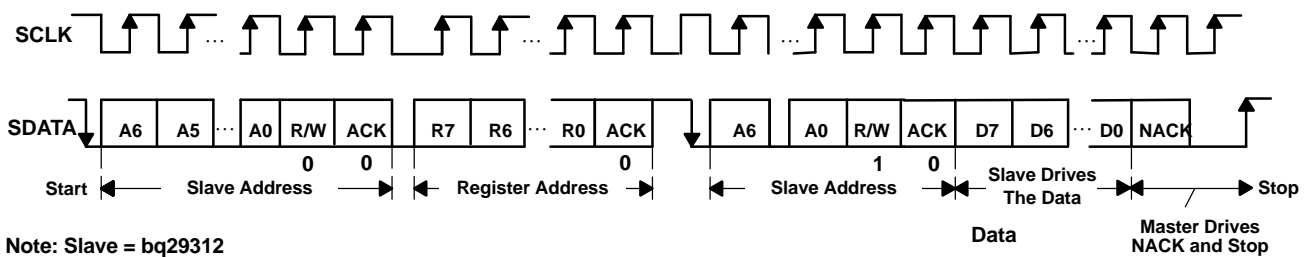 SCLK ... ... ... ...
SDATA A6 A5 ... A0 R/W ACK R7 R6 ... R0 ACK A6 A0 R/W ACK D7 D6 ... D0 NACK
0 0 0 1 0
Start Slave Address Register Address Slave Address Slave Drives The Data Stop
Data
Master Drives
NACK and Stop
Note: Slave = bq29312